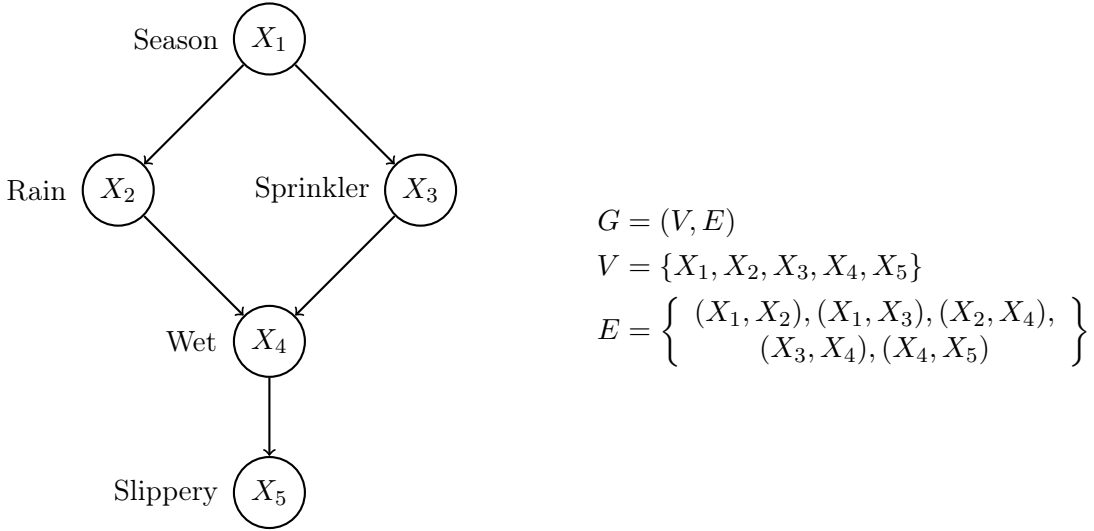 Season X₁
Rain X₂
Sprinkler X₃
Wet X₄
Slippery X₅
G = (V, E)
V = {X₁, X₂, X₃, X₄, X₅}
E = { (X₁, X₂), (X₁, X₃), (X₂, X₄),
(X₃, X₄), (X₄, X₅) }